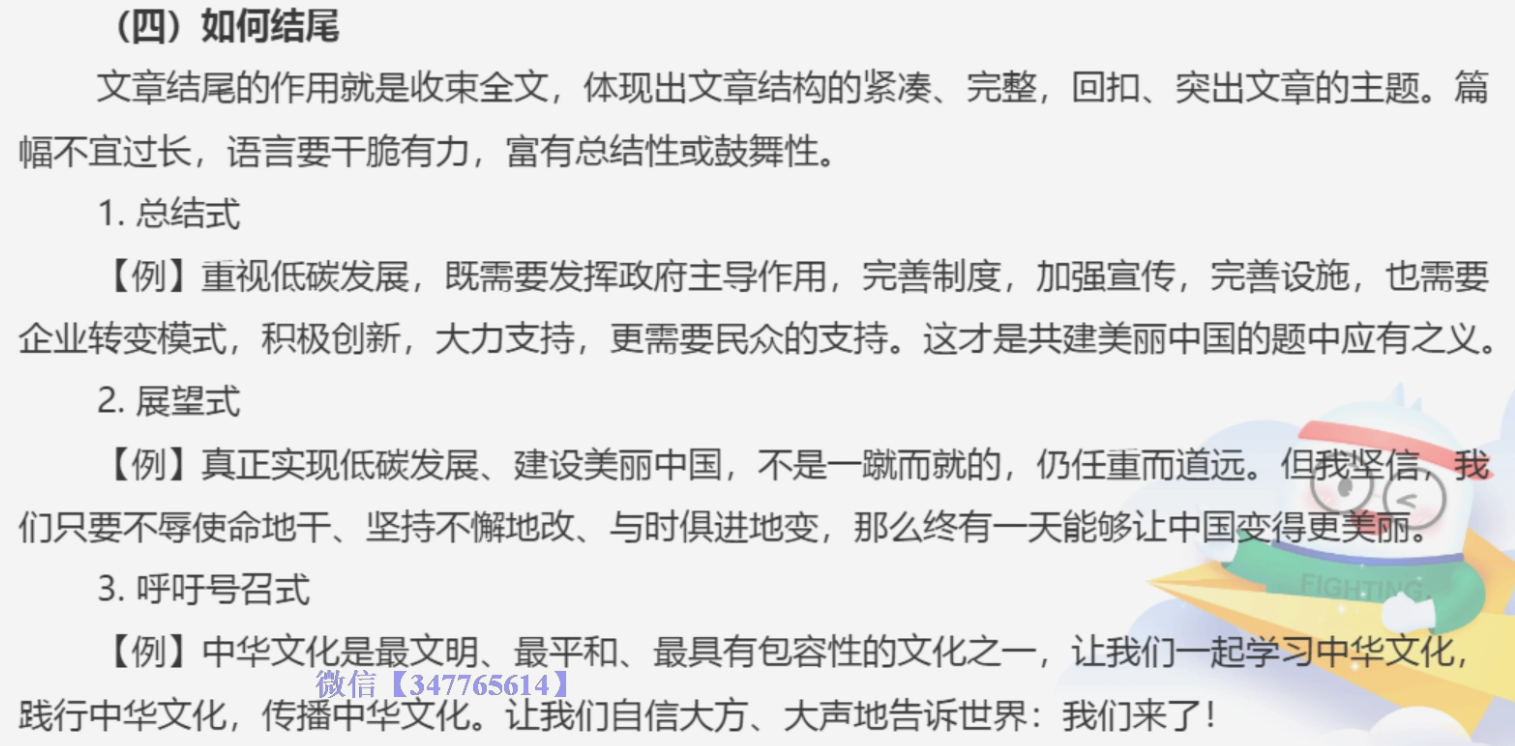 （四）如何结尾
文章结尾的作用就是收束全文，体现出文章结构的紧凑、完整，回扣、突出文章的主题。篇
幅不宜过长，语言要干脆有力，富有总结性或鼓舞性。
1. 总结式
【例】重视低碳发展，既需要发挥政府主导作用，完善制度，加强宣传，完善设施，也需要
企业转变模式，积极创新，大力支持，更需要民众的支持。这才是共建美丽中国的题中应有之义。
2. 展望式
【例】真正实现低碳发展、建设美丽中国，不是一蹴而就的，仍任重而道远。但我坚信，我
们只要不辱使命地干、坚持不懈地改、与时俱进地变，那么终有一天能够让中国变得更美丽。
3. 呼吁号召式
FIGHTING
【例】中华文化是最文明、最平和、最具有包容性的文化之一，让我们一起学习中华文化，
微信【347765614】
践行中华文化，传播中华文化。让我们自信大方、大声地告诉世界：我们来了！